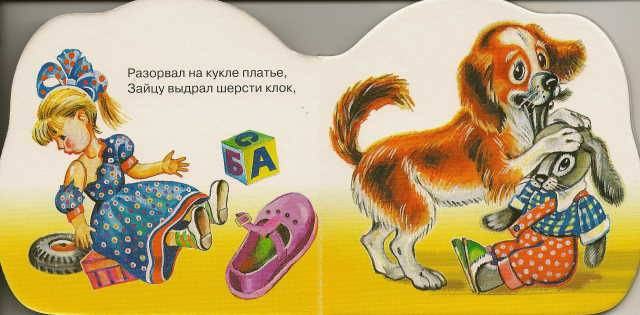 Разорвал на кукле платье,
Зайцу выдрал шерсти клок,
С
Б А